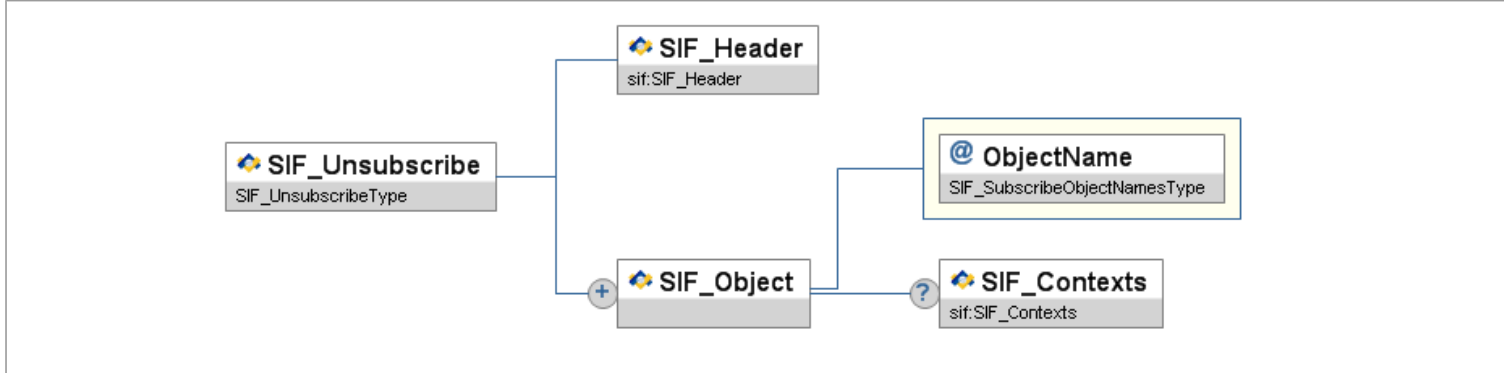 SIF_Header
sif:SIF_Header
SIF_Unsubscribe
SIF_UnsubscribeType
@ ObjectName
SIF_SubscribeObjectNamesType
+
SIF_Object
?
SIF_Contexts
sif:SIF_Contexts